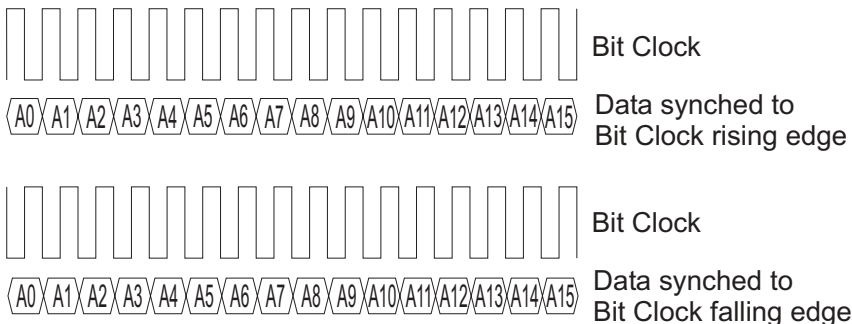 Bit Clock
A0 A1 A2 A3 A4 A5 A6 A7 A8 A9 A10 A11 A12 A13 A14 A15
Data synched to
Bit Clock rising edge
Bit Clock
A0 A1 A2 A3 A4 A5 A6 A7 A8 A9 A10 A11 A12 A13 A14 A15
Data synched to
Bit Clock falling edge